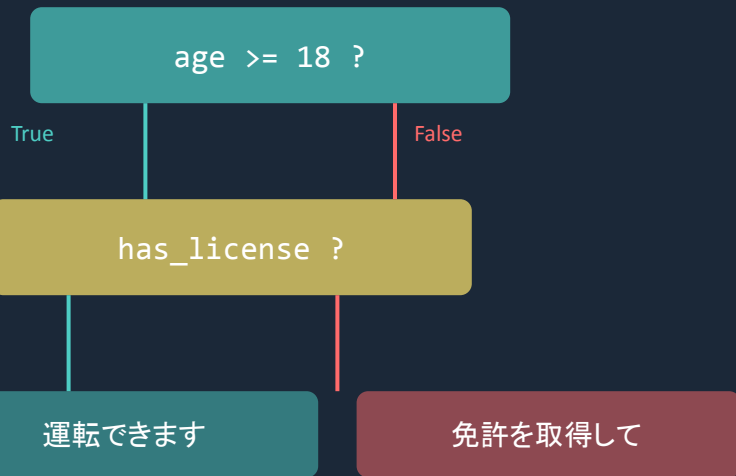 age >= 18 ?
True
False
has_license ?
運転できます
免許を取得して